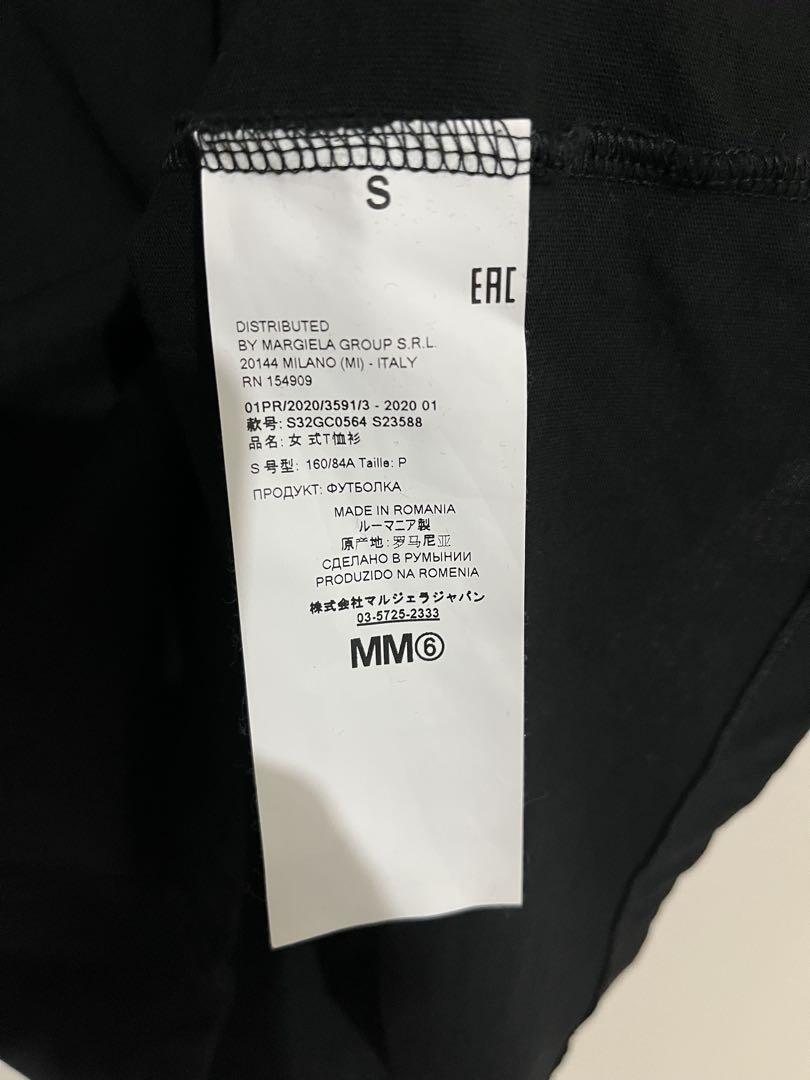 S
EAC
DISTRIBUTED
BY MARGIELA GROUP S.R.L.
20144 MILANO (MI) - ITALY
RN 154909
01PR/2020/3591/3 - 2020 01
款号: S32GC0564 S23588
品名: 女 式T恤衫
S 号型: 160/84A Taille: P
ПРОДУКТ: ФУТБОЛКА
MADE IN ROMANIA
ルーマニア製
原产地: 罗马尼亚
СДЕЛАНО В РУМЫНИИ
PRODUZIDO NA ROMENIA
株式会社マルジェラジャパン
03-5725-2333
MM⑥